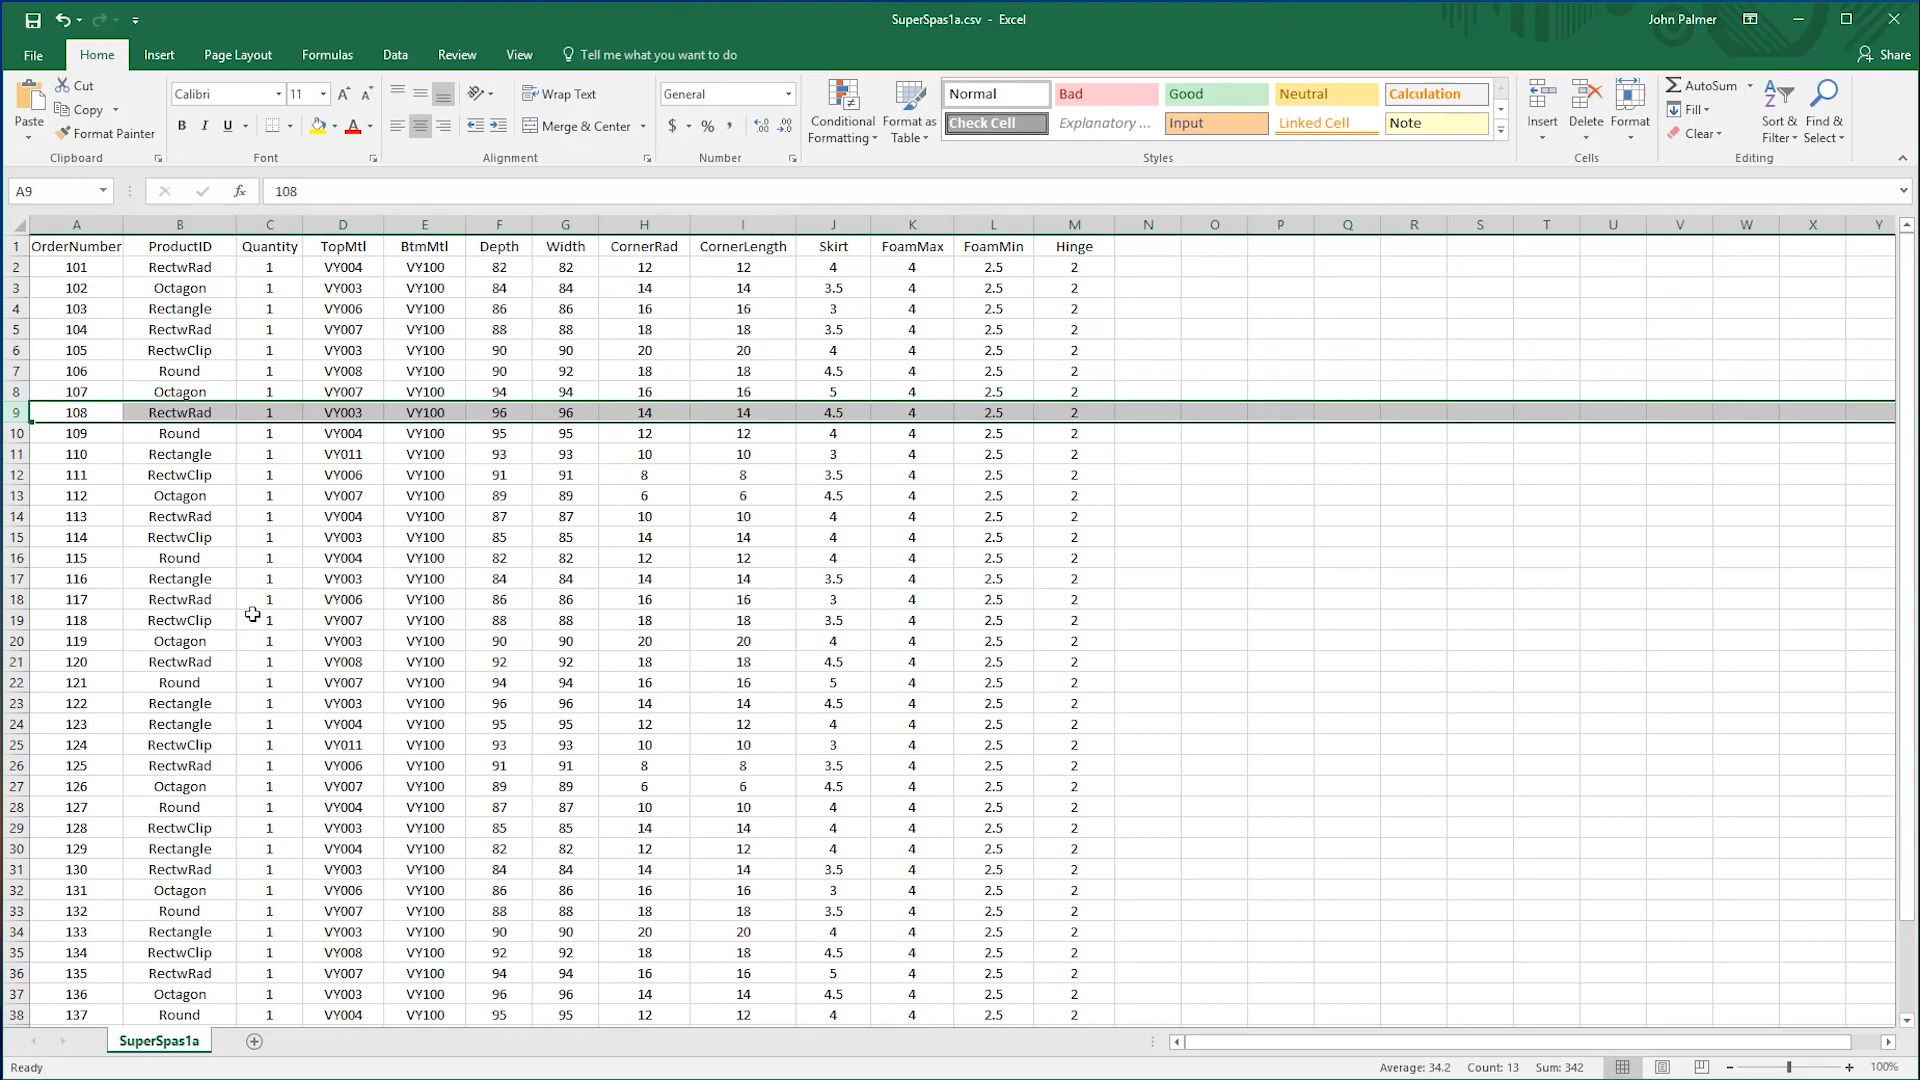 SuperSpas1a.csv - Excel
John Palmer
File Home Insert Page Layout Formulas Data Review View Tell me what you want to do Share
Paste Cut Copy Format Painter Clipboard
Calibri 11 A A B I U A Font
Wrap Text Merge & Center Alignment
General $ % , .00 .00 Number
Conditional Formatting Format as Table
Normal Bad Good Neutral Calculation
Check Cell Explanatory ... Input Linked Cell Note
Styles
Insert Delete Format Cells
AutoSum Fill Clear Sort & Filter Find & Select Editing
A9 fx 108
A B C D E F G H I J K L M N O P Q R S T U V W X Y
1 OrderNumber ProductID Quantity TopMtl BtmMtl Depth Width CornerRad CornerLength Skirt FoamMax FoamMin Hinge
2 101 RectwRad 1 VY004 VY100 82 82 12 12 4 4 2.5 2
3 102 Octagon 1 VY003 VY100 84 84 14 14 3.5 4 2.5 2
4 103 Rectangle 1 VY006 VY100 86 86 16 16 3 4 2.5 2
5 104 RectwRad 1 VY007 VY100 88 88 18 18 3.5 4 2.5 2
6 105 RectwClip 1 VY003 VY100 90 90 20 20 4 4 2.5 2
7 106 Round 1 VY008 VY100 90 92 18 18 4.5 4 2.5 2
8 107 Octagon 1 VY007 VY100 94 94 16 16 5 4 2.5 2
9 108 RectwRad 1 VY003 VY100 96 96 14 14 4.5 4 2.5 2
10 109 Round 1 VY004 VY100 95 95 12 12 4 4 2.5 2
11 110 Rectangle 1 VY011 VY100 93 93 10 10 3 4 2.5 2
12 111 RectwClip 1 VY006 VY100 91 91 8 8 3.5 4 2.5 2
13 112 Octagon 1 VY007 VY100 89 89 6 6 4.5 4 2.5 2
14 113 RectwRad 1 VY004 VY100 87 87 10 10 4 4 2.5 2
15 114 RectwClip 1 VY003 VY100 85 85 14 14 4 4 2.5 2
16 115 Round 1 VY004 VY100 82 82 12 12 4 4 2.5 2
17 116 Rectangle 1 VY003 VY100 84 84 14 14 3.5 4 2.5 2
18 117 RectwRad 1 VY006 VY100 86 86 16 16 3 4 2.5 2
19 118 RectwClip 1 VY007 VY100 88 88 18 18 3.5 4 2.5 2
20 119 Octagon 1 VY003 VY100 90 90 20 20 4 4 2.5 2
21 120 RectwRad 1 VY008 VY100 92 92 18 18 4.5 4 2.5 2
22 121 Round 1 VY007 VY100 94 94 16 16 5 4 2.5 2
23 122 Rectangle 1 VY003 VY100 96 96 14 14 4.5 4 2.5 2
24 123 Rectangle 1 VY004 VY100 95 95 12 12 4 4 2.5 2
25 124 RectwClip 1 VY011 VY100 93 93 10 10 3 4 2.5 2
26 125 RectwRad 1 VY006 VY100 91 91 8 8 3.5 4 2.5 2
27 126 Octagon 1 VY007 VY100 89 89 6 6 4.5 4 2.5 2
28 127 Round 1 VY004 VY100 87 87 10 10 4 4 2.5 2
29 128 RectwClip 1 VY003 VY100 85 85 14 14 4 4 2.5 2
30 129 Rectangle 1 VY004 VY100 82 82 12 12 4 4 2.5 2
31 130 RectwRad 1 VY003 VY100 84 84 14 14 3.5 4 2.5 2
32 131 Octagon 1 VY006 VY100 86 86 16 16 3 4 2.5 2
33 132 Round 1 VY007 VY100 88 88 18 18 3.5 4 2.5 2
34 133 Rectangle 1 VY003 VY100 90 90 20 20 4 4 2.5 2
35 134 RectwClip 1 VY008 VY100 92 92 18 18 4.5 4 2.5 2
36 135 RectwRad 1 VY007 VY100 94 94 16 16 5 4 2.5 2
37 136 Octagon 1 VY003 VY100 96 96 14 14 4.5 4 2.5 2
38 137 Round 1 VY004 VY100 95 95 12 12 4 4 2.5 2
SuperSpas1a
Ready Average: 34.2 Count: 13 Sum: 342 100%